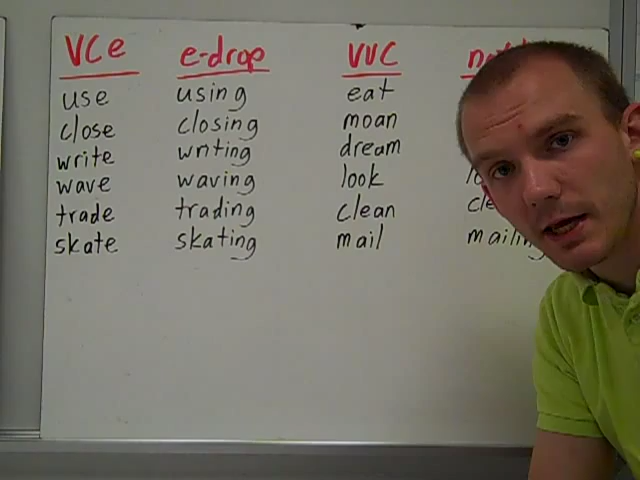 VCe e-drop VVC
use using eat
close closing moan
write writing dream
wave waving look
trade trading clean
skate skating mail mailing